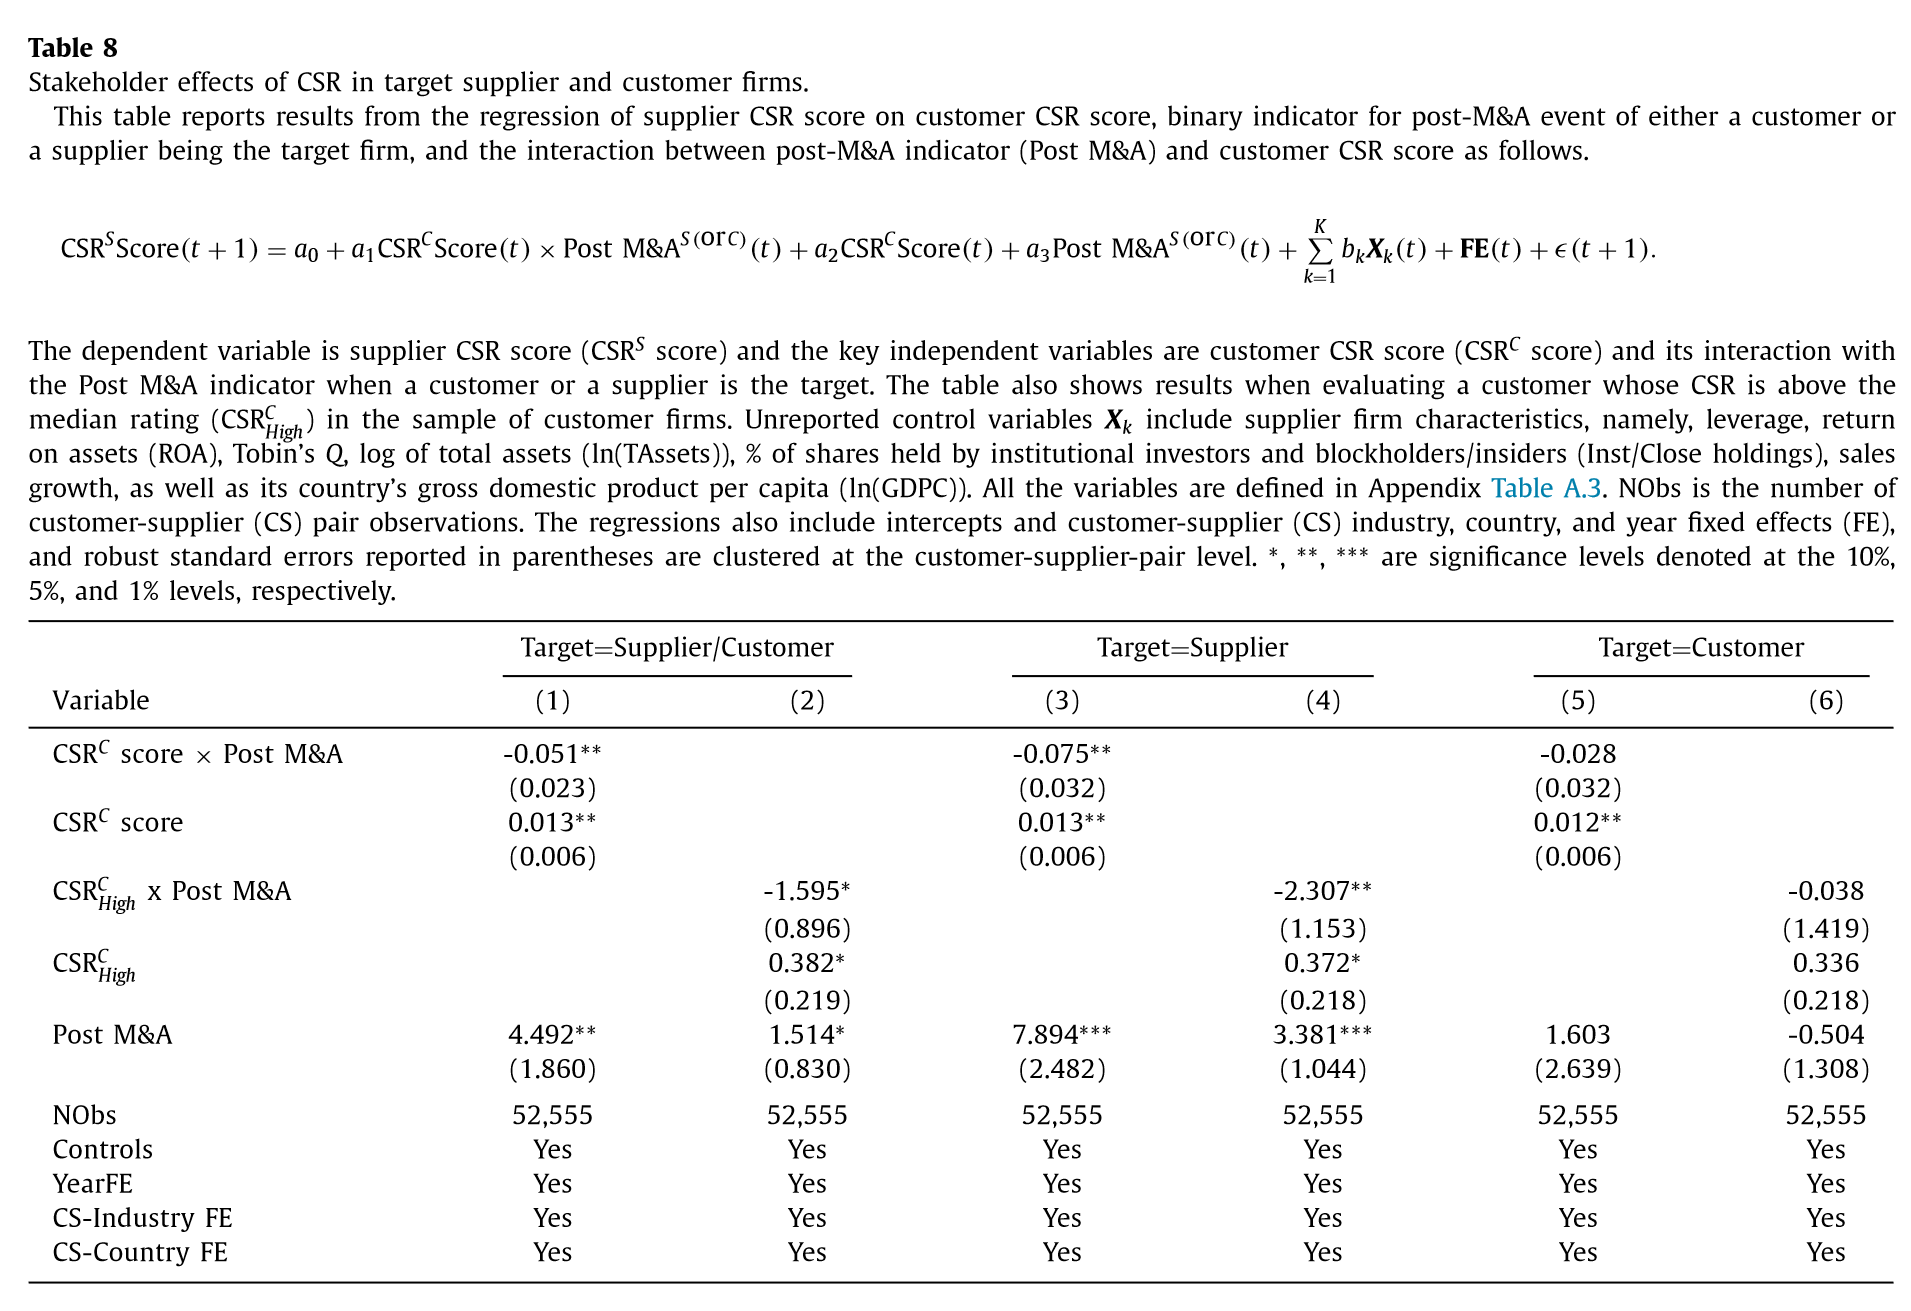 Table 8
Stakeholder effects of CSR in target supplier and customer firms.
This table reports results from the regression of supplier CSR score on customer CSR score, binary indicator for post-M&A event of either a customer or
a supplier being the target firm, and the interaction between post-M&A indicator (Post M&A) and customer CSR score as follows.
CSR^S Score(t + 1) = a_0 + a_1 CSR^C Score(t) × Post M&A^{S(or C)}(t) + a_2 CSR^C Score(t) + a_3 Post M&A^{S(or C)}(t) + \sum_{k=1}^{K} b_k X_k(t) + FE(t) + ϵ(t + 1).
The dependent variable is supplier CSR score (CSR^S score) and the key independent variables are customer CSR score (CSR^C score) and its interaction with
the Post M&A indicator when a customer or a supplier is the target. The table also shows results when evaluating a customer whose CSR is above the
median rating (CSR^C_{High}) in the sample of customer firms. Unreported control variables X_k include supplier firm characteristics, namely, leverage, return
on assets (ROA), Tobin's Q, log of total assets (ln(TAssets)), % of shares held by institutional investors and blockholders/insiders (Inst/Close holdings), sales
growth, as well as its country's gross domestic product per capita (ln(GDPC)). All the variables are defined in Appendix Table A.3. NObs is the number of
customer-supplier (CS) pair observations. The regressions also include intercepts and customer-supplier (CS) industry, country, and year fixed effects (FE),
and robust standard errors reported in parentheses are clustered at the customer-supplier-pair level. *, **, *** are significance levels denoted at the 10%,
5%, and 1% levels, respectively.
Target=Supplier/Customer Target=Supplier Target=Customer
Variable (1) (2) (3) (4) (5) (6)
CSR^C score × Post M&A -0.051** -0.075** -0.028
(0.023) (0.032) (0.032)
CSR^C score 0.013** 0.013** 0.012**
(0.006) (0.006) (0.006)
CSR^C_{High} x Post M&A -1.595* -2.307** -0.038
(0.896) (1.153) (1.419)
CSR^C_{High} 0.382* 0.372* 0.336
(0.219) (0.218) (0.218)
Post M&A 4.492** 1.514* 7.894*** 3.381*** 1.603 -0.504
(1.860) (0.830) (2.482) (1.044) (2.639) (1.308)
NObs 52,555 52,555 52,555 52,555 52,555 52,555
Controls Yes Yes Yes Yes Yes Yes
YearFE Yes Yes Yes Yes Yes Yes
CS-Industry FE Yes Yes Yes Yes Yes Yes
CS-Country FE Yes Yes Yes Yes Yes Yes